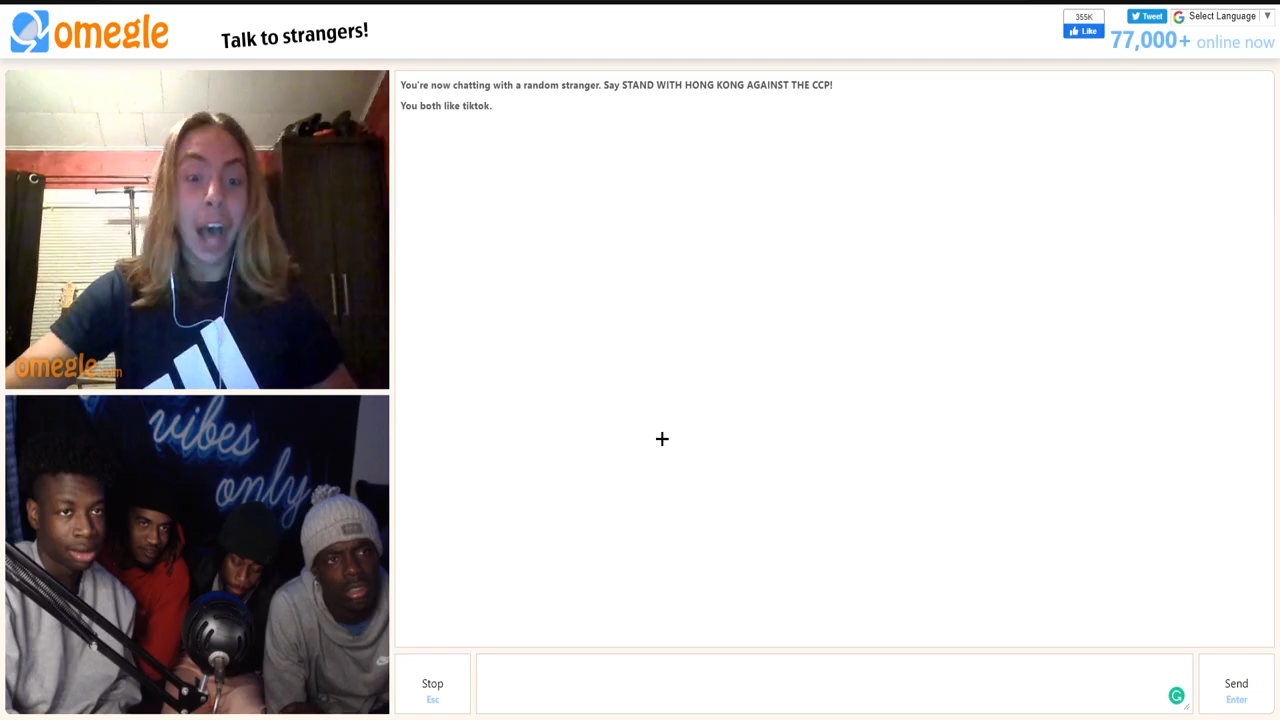 omegle
Talk to strangers!
355K
Like
Tweet
Select Language
77,000+ online now
You're now chatting with a random stranger. Say STAND WITH HONG KONG AGAINST THE CCP!
You both like tiktok.
omegle.com
vibes
only
Stop
Esc
Send
Enter